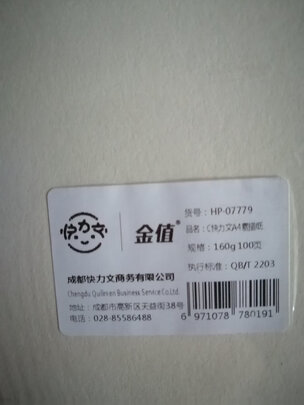 快力文
金值®
货号：HP-07779
品名：C快力文A4素描纸
规格：160g 100页
执行标准：QB/T 2203
成都快力文商务有限公司
Chengdu Quliwen Business Service Co.Ltd.
地址：成都市高新区天益街38号
电话：028-85586488
6 971078 780191